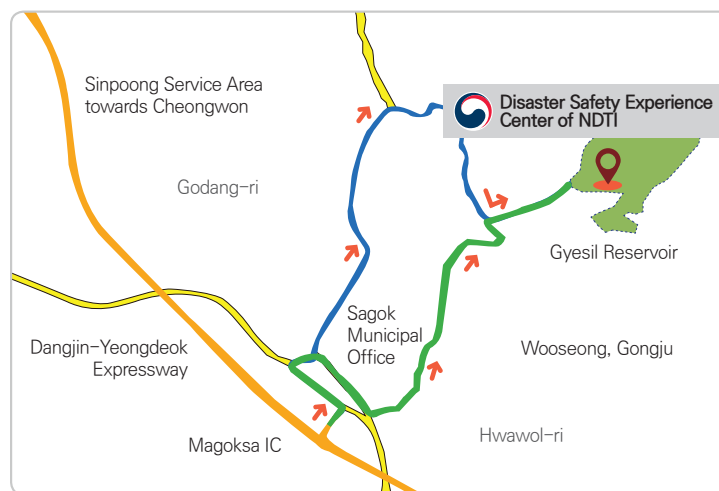 Sinpoong Service Area
towards Cheongwon
Disaster Safety Experience
Center of NDTI
Godang-ri
Gyesil Reservoir
Sagok
Municipal
Office
Dangjin-Yeongdeok
Expressway
Wooseong, Gongju
Magoksa IC
Hwawol-ri